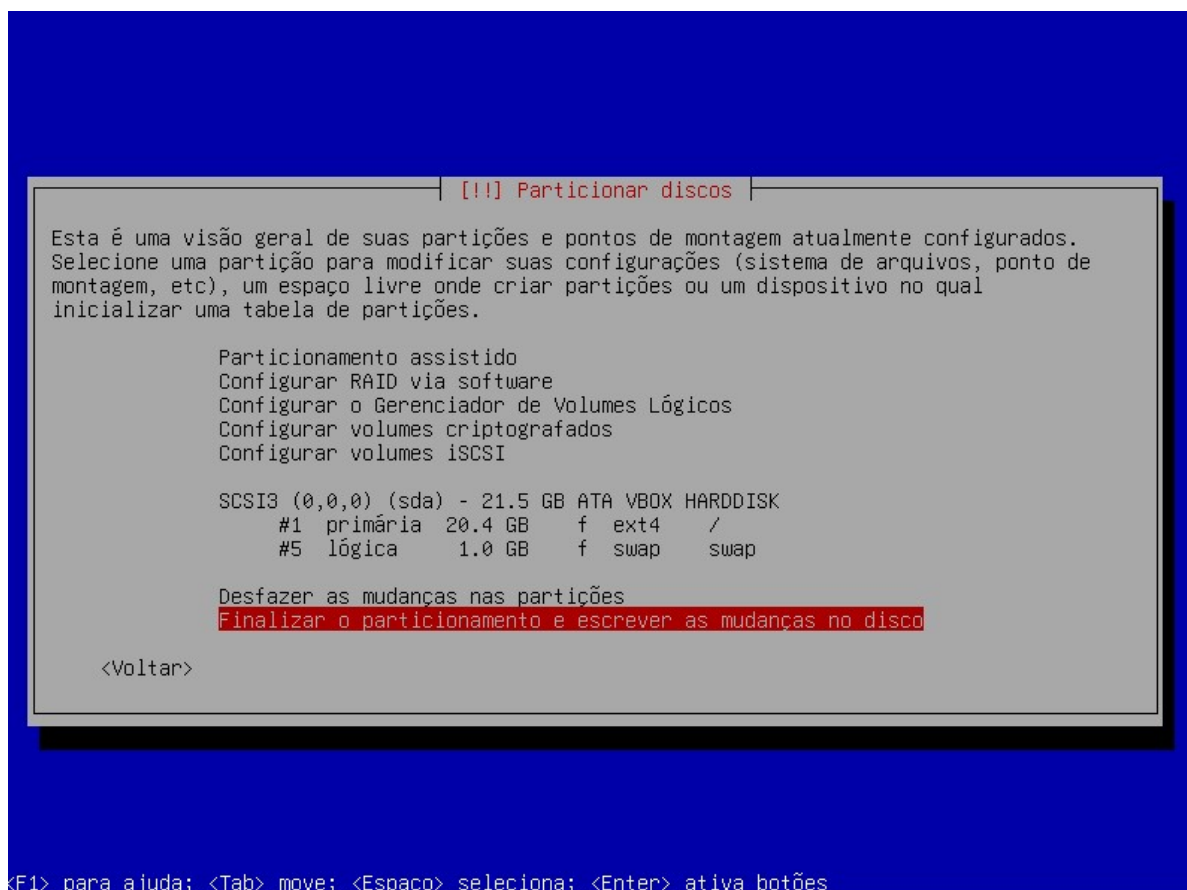 [!!] Particionar discos
Esta é uma visão geral de suas partições e pontos de montagem atualmente configurados.
Selecione uma partição para modificar suas configurações (sistema de arquivos, ponto de
montagem, etc), um espaço livre onde criar partições ou um dispositivo no qual
inicializar uma tabela de partições.
Particionamento assistido
Configurar RAID via software
Configurar o Gerenciador de Volumes Lógicos
Configurar volumes criptografados
Configurar volumes iSCSI
SCSI3 (0,0,0) (sda) - 21.5 GB ATA VBOX HARDDISK
#1 primária 20.4 GB f ext4 /
#5 lógica 1.0 GB f swap swap
Desfazer as mudanças nas partições
Finalizar o particionamento e escrever as mudanças no disco
<Voltar>
<F1> para ajuda; <Tab> move; <Espaço> seleciona; <Enter> ativa botões